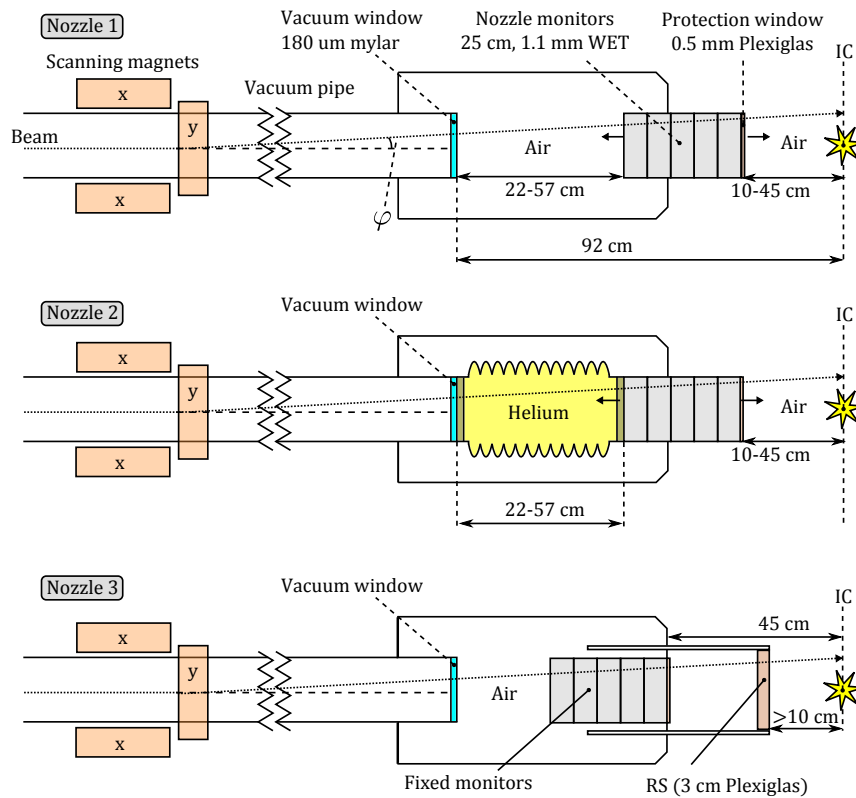 Nozzle 1
Vacuum window
180 um mylar
Nozzle monitors
25 cm, 1.1 mm WET
Protection window
0.5 mm Plexiglas
IC
Scanning magnets
x
Vacuum pipe
y
Beam
Air
Air
x
φ
22-57 cm
10-45 cm
92 cm
Nozzle 2
Vacuum window
IC
x
y
Helium
Air
x
10-45 cm
22-57 cm
Nozzle 3
Vacuum window
IC
45 cm
x
y
Air
x
>10 cm
Fixed monitors
RS (3 cm Plexiglas)